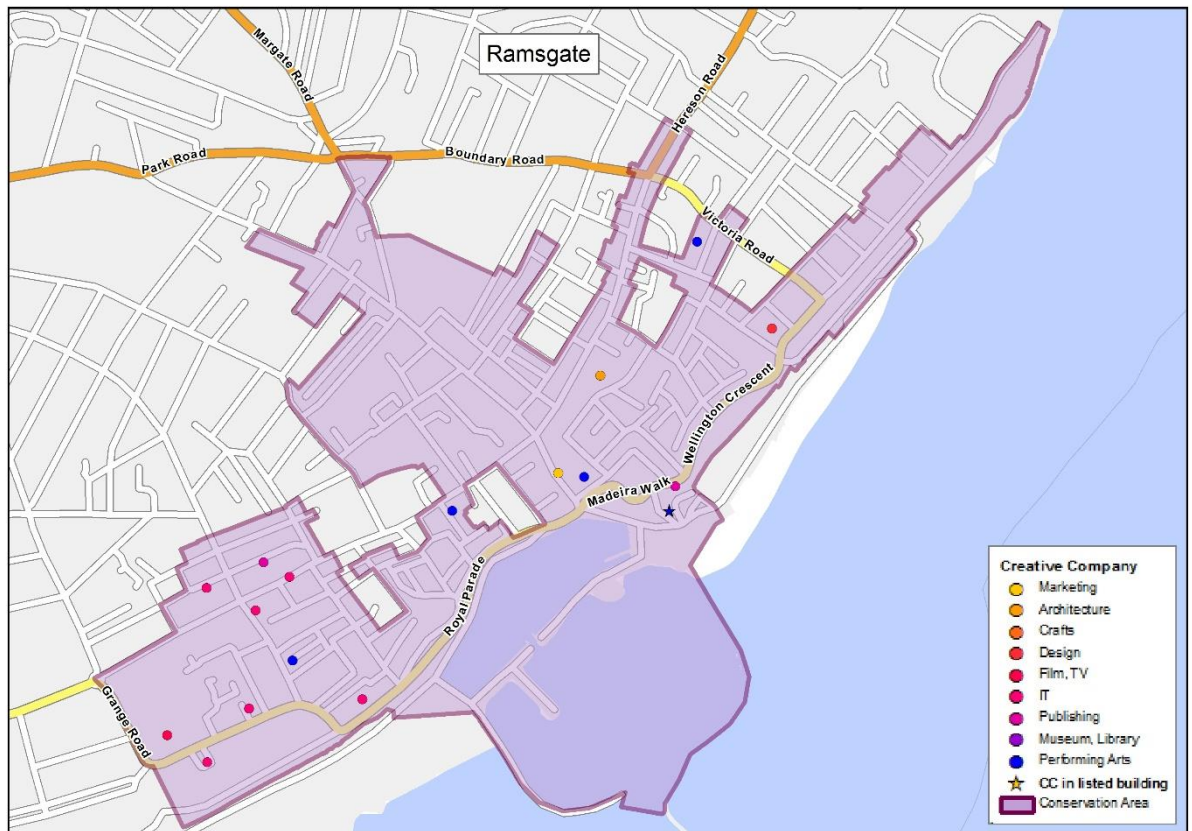 Ramsgate
Margate Road
Hereson Road
Park Road
Boundary Road
Victoria Road
Wellington Crescent
Madeira Walk
Royal Parade
Grange Road
Creative Company
Marketing
Architecture
Crafts
Design
Film, TV
IT
Publishing
Museum, Library
Performing Arts
CC in listed building
Conservation Area